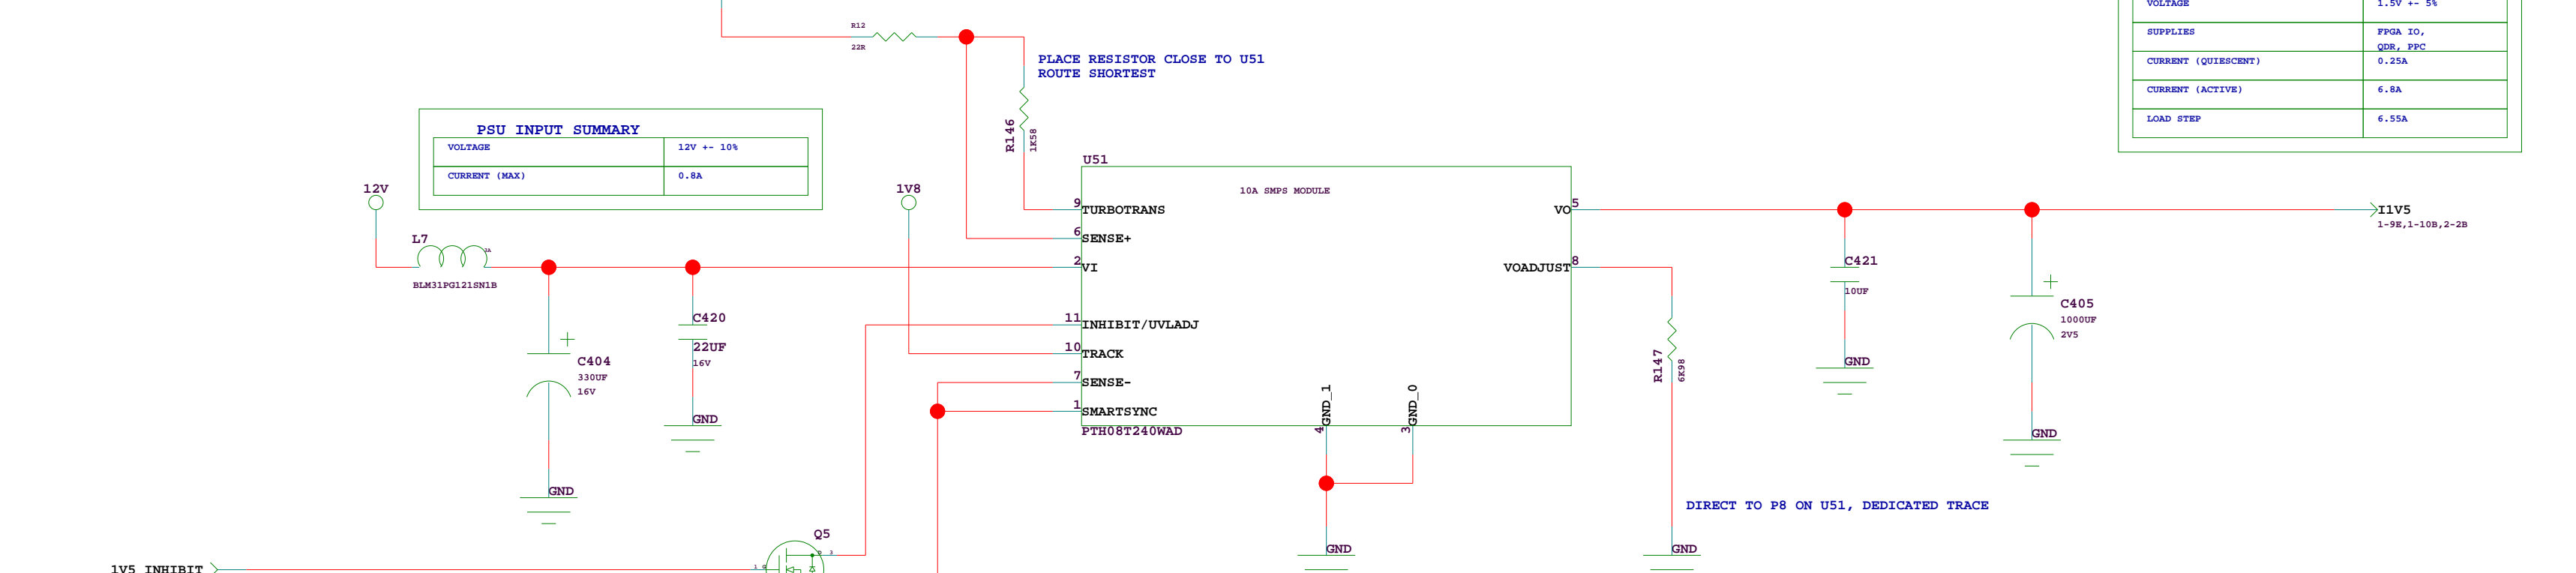 VOLTAGE 1.5V +- 5%
SUPPLIES FPGA IO,
QDR, PPC
CURRENT (QUIESCENT) 0.25A
CURRENT (ACTIVE) 6.8A
LOAD STEP 6.55A
R12
22R
PLACE RESISTOR CLOSE TO U51
ROUTE SHORTEST
R146
1K58
PSU INPUT SUMMARY
VOLTAGE 12V +- 10%
CURRENT (MAX) 0.8A
12V
L7
BLM31PG121SN1B
1V8
C404
330UF
16V
GND
C420
22UF
16V
GND
U51
10A SMPS MODULE
9 TURBOTRANS
6 SENSE+
2 VI
11 INHIBIT/UVLADJ
10 TRACK
7 SENSE-
1 SMARTSYNC
PTH08T240WAD
VO 5
VOADJUST 8
GND_1
4
GND_0
3
GND
R147
6K98
GND
DIRECT TO P8 ON U51, DEDICATED TRACE
C421
10UF
GND
C405
1000UF
2V5
GND
I1V5
1-9E,1-10B,2-2B
Q5
D 3
1 G
1V5 INHIBIT